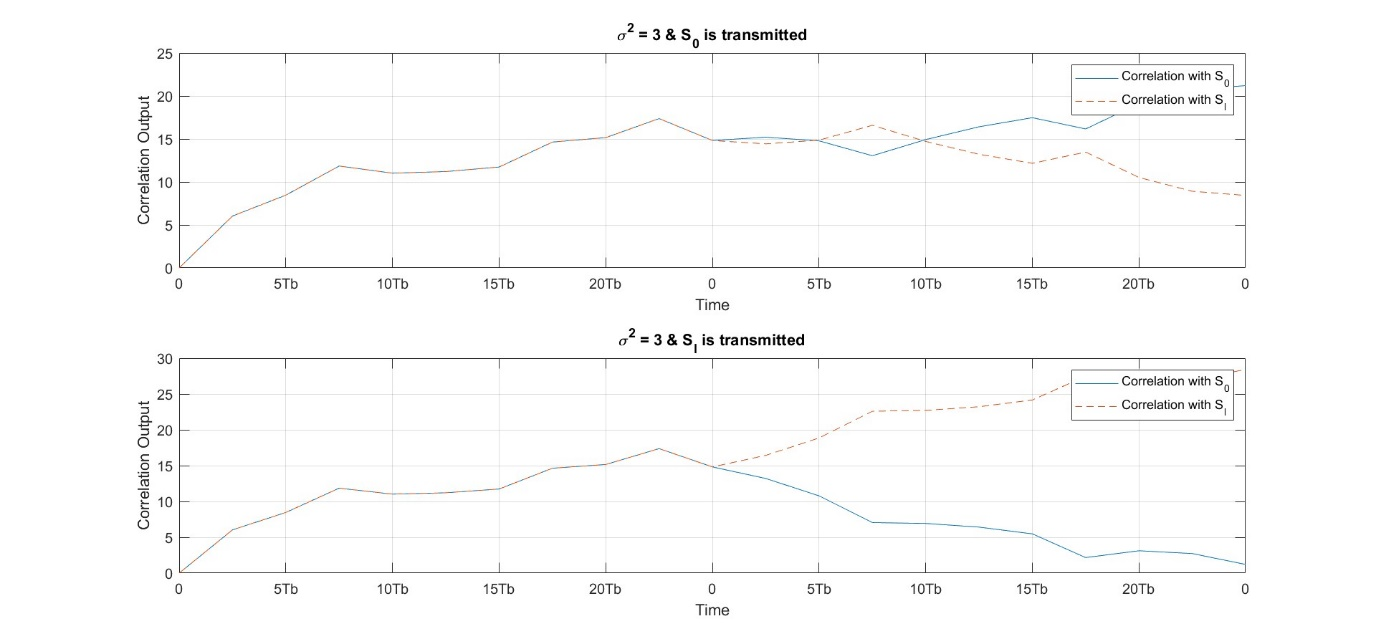 σ² = 3 & S₀ is transmitted
25
20
15
10
5
0
Correlation Output
Correlation with S₀
Correlation with Sₗ
0 5Tb 10Tb 15Tb 20Tb 0 5Tb 10Tb 15Tb 20Tb 0
Time
σ² = 3 & Sₗ is transmitted
30
25
20
15
10
5
0
Correlation Output
Correlation with S₀
Correlation with Sₗ
0 5Tb 10Tb 15Tb 20Tb 0 5Tb 10Tb 15Tb 20Tb 0
Time